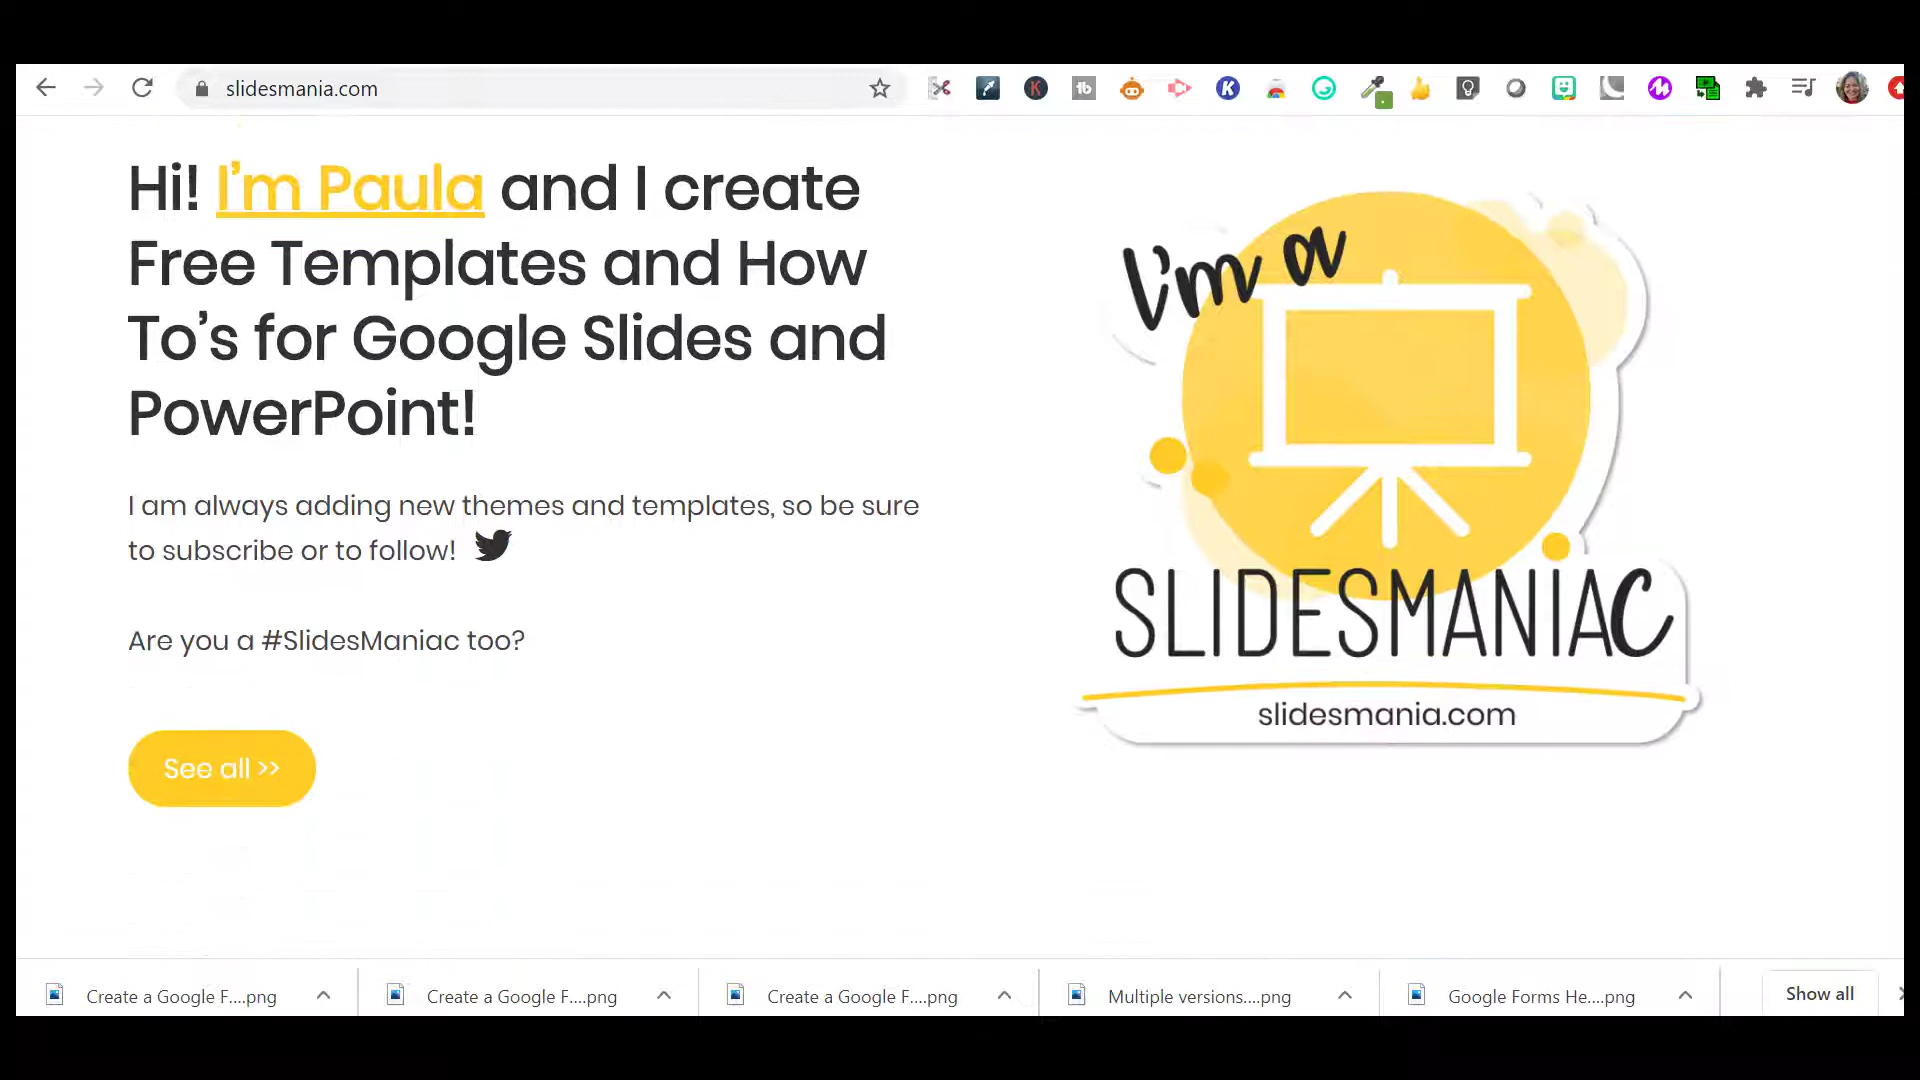 slidesmania.com
Hi! I'm Paula and I create
Free Templates and How
To's for Google Slides and
PowerPoint!
I am always adding new themes and templates, so be sure
to subscribe or to follow!
Are you a #SlidesManiac too?
See all >>
I'm a
SLIDESMANIAC
slidesmania.com
Create a Google F....png
Create a Google F....png
Create a Google F....png
Multiple versions....png
Google Forms He....png
Show all